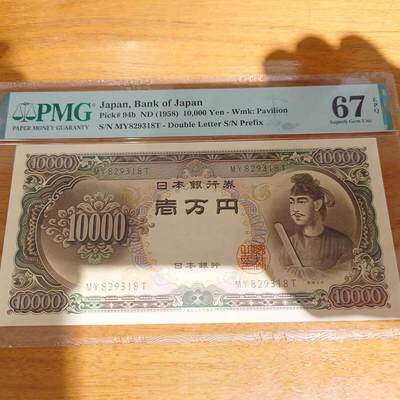 PMG
PAPER MONEY GUARANTY
Japan, Bank of Japan
Pick# 94b ND (1958) 10,000 Yen - Wmk: Pavilion
S/N MY829318T - Double Letter S/N Prefix
67 EPQ
Superb Gem Unc
10000 10000
MY829318T
日本銀行券
壱万円
10000
日本銀行
MY829318T
10000 10000